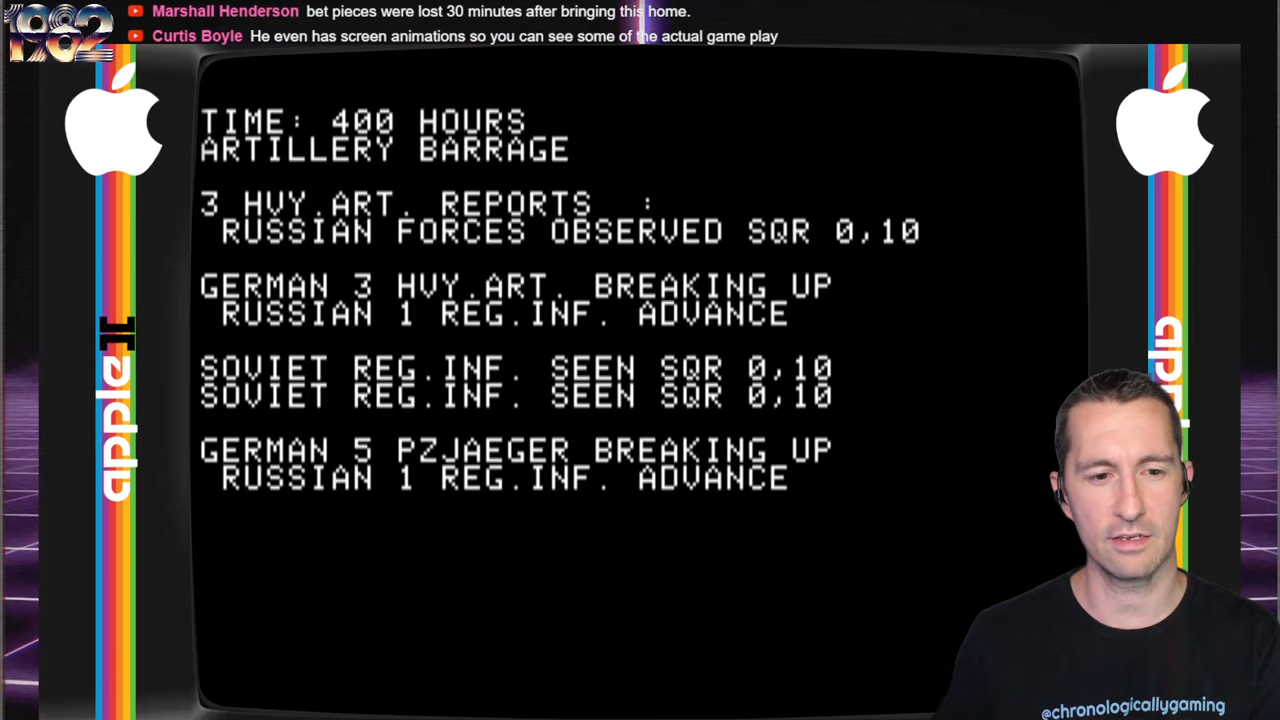 1982
Marshall Henderson bet pieces were lost 30 minutes after bringing this home.
Curtis Boyle He even has screen animations so you can see some of the actual game play
TIME: 400 HOURS
ARTILLERY BARRAGE
3 HVY.ART. REPORTS :
RUSSIAN FORCES OBSERVED SQR 0,10
GERMAN 3 HVY.ART. BREAKING UP
RUSSIAN 1 REG.INF. ADVANCE
SOVIET REG.INF. SEEN SQR 0,10
SOVIET REG.INF. SEEN SQR 0,10
GERMAN 5 PZJAEGER BREAKING UP
RUSSIAN 1 REG.INF. ADVANCE
apple ][
@chronologicallygaming